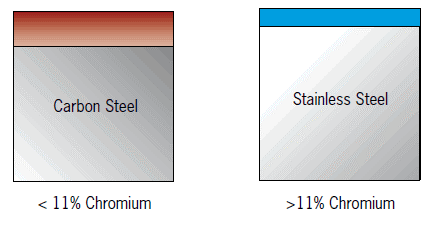 Carbon Steel
Stainless Steel
< 11% Chromium
>11% Chromium